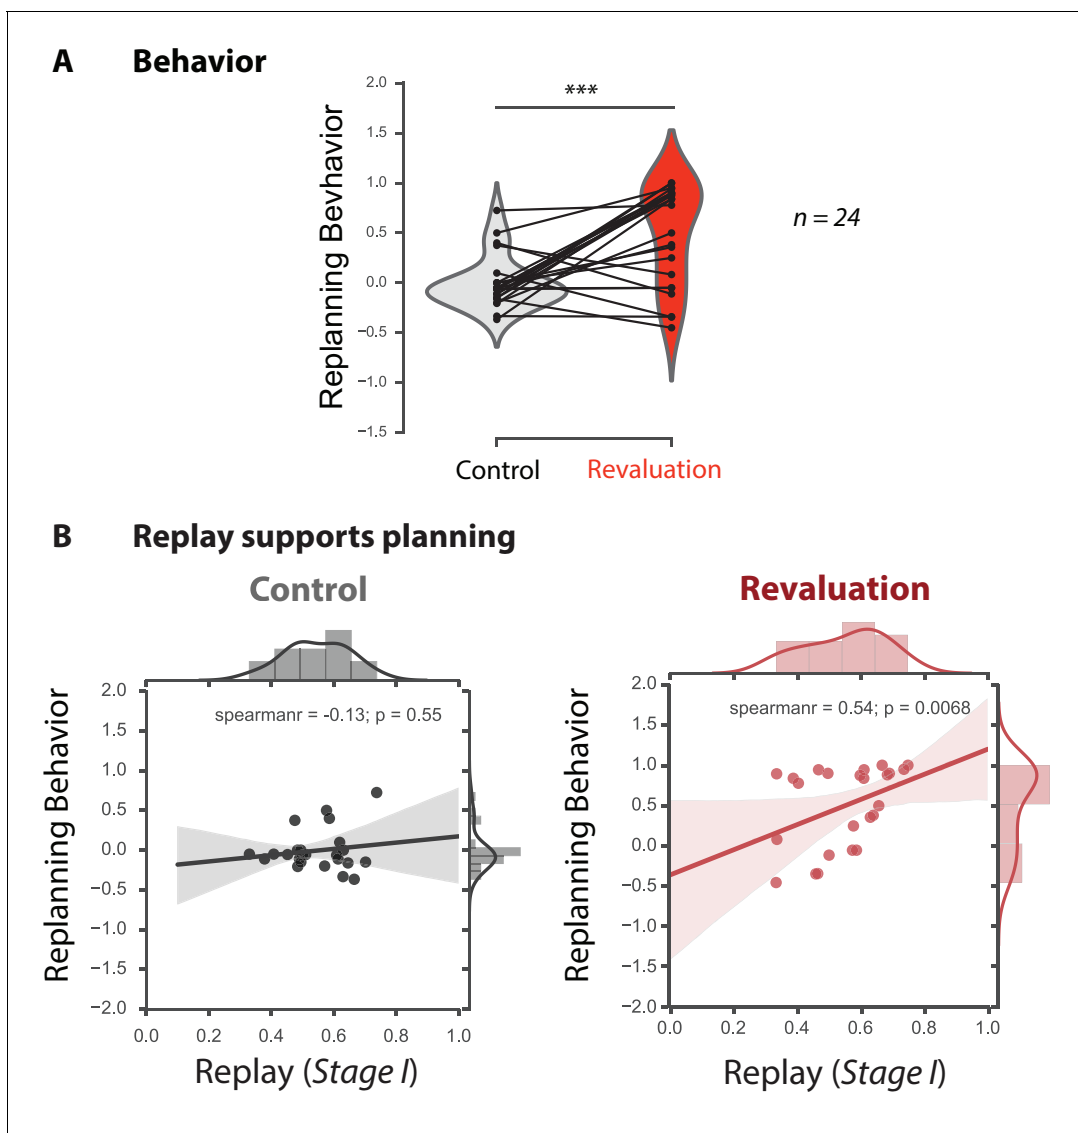 A Behavior
2.0
1.5
1.0
0.5
0.0
−0.5
−1.0
−1.5
Replanning Bevhavior
***
n = 24
Control Revaluation
B Replay supports planning
Control
2.0
1.5
1.0
0.5
0.0
−0.5
−1.0
−1.5
−2.0
Replanning Behavior
spearmanr = -0.13; p = 0.55
0.0 0.2 0.4 0.6 0.8 1.0
Replay (Stage I)
Revaluation
2.0
1.5
1.0
0.5
0.0
−0.5
−1.0
−1.5
−2.0
Replanning Behavior
spearmanr = 0.54; p = 0.0068
0.0 0.2 0.4 0.6 0.8 1.0
Replay (Stage I)